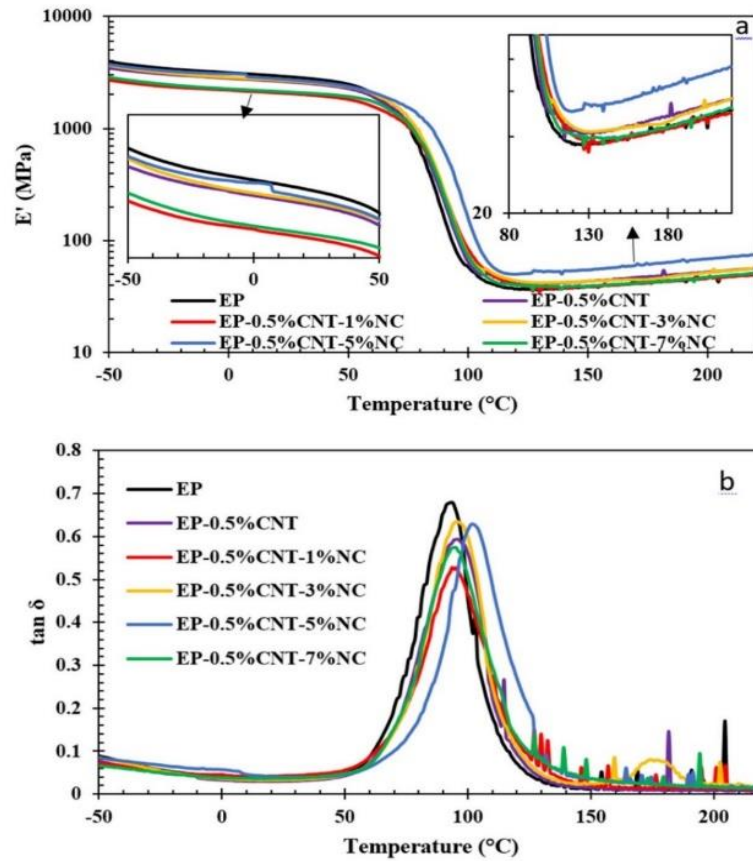 a
10000
1000
100
10
E' (MPa)
-50 0 50
20
80 130 180
EP EP-0.5%CNT
EP-0.5%CNT-1%NC EP-0.5%CNT-3%NC
EP-0.5%CNT-5%NC EP-0.5%CNT-7%NC
-50 0 50 100 150 200
Temperature (°C)
b
0.8
0.7
0.6
0.5
0.4
0.3
0.2
0.1
0
tan δ
EP
EP-0.5%CNT
EP-0.5%CNT-1%NC
EP-0.5%CNT-3%NC
EP-0.5%CNT-5%NC
EP-0.5%CNT-7%NC
-50 0 50 100 150 200
Temperature (°C)